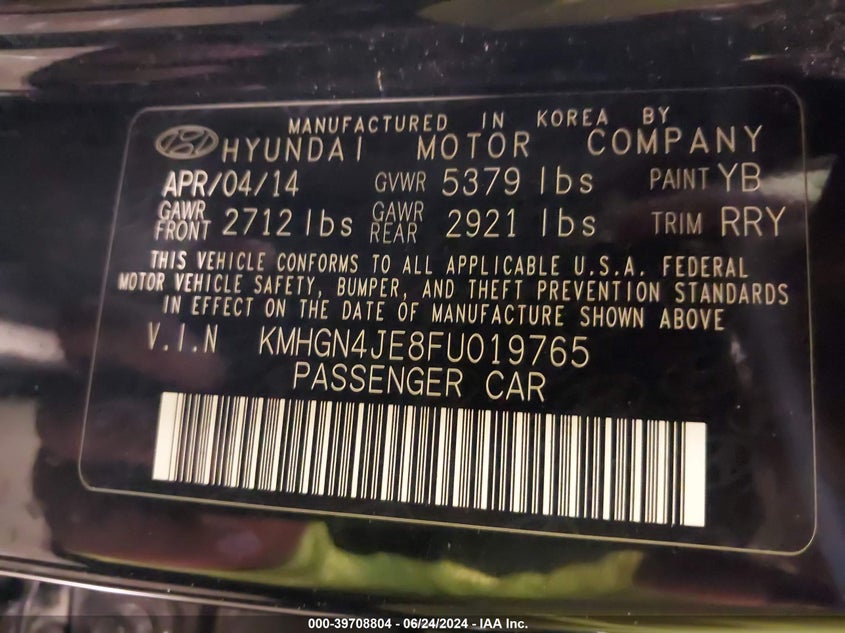 MANUFACTURED IN KOREA BY
HYUNDAI MOTOR COMPANY
APR/04/14 GVWR 5379 lbs PAINT YB
GAWR FRONT 2712 lbs GAWR REAR 2921 lbs TRIM RRY
THIS VEHICLE CONFORMS TO ALL APPLICABLE U.S.A. FEDERAL
MOTOR VEHICLE SAFETY, BUMPER, AND THEFT PREVENTION STANDARDS
IN EFFECT ON THE DATE OF MANUFACTURE SHOWN ABOVE
V.I.N KMHGN4JE8FU019765
PASSENGER CAR
000-39708804 - 06/24/2024 - IAA Inc.